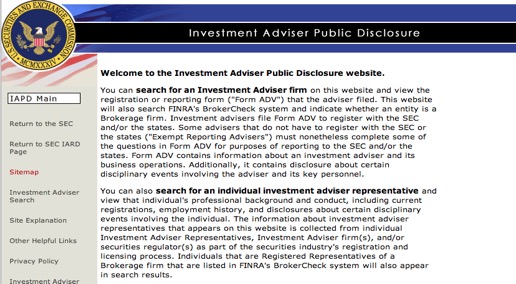 SECURITIES AND EXCHANGE COMMISSION
MCMXXXIV
Investment Adviser Public Disclosure
IAPD Main
Return to the SEC
Return to SEC IARD
Page
Sitemap
Investment Adviser
Search
Site Explanation
Other Helpful Links
Privacy Policy
Investment Adviser
Welcome to the Investment Adviser Public Disclosure website.
You can search for an Investment Adviser firm on this website and view the
registration or reporting form ("Form ADV") that the adviser filed. This website
will also search FINRA's BrokerCheck system and indicate whether an entity is a
Brokerage firm. Investment advisers file Form ADV to register with the SEC
and/or the states. Some advisers that do not have to register with the SEC or
the states ("Exempt Reporting Advisers") must nonetheless complete some of
the questions in Form ADV for purposes of reporting to the SEC and/or the
states. Form ADV contains information about an investment adviser and its
business operations. Additionally, it contains disclosure about certain
disciplinary events involving the adviser and its key personnel.
You can also search for an individual investment adviser representative and
view that individual's professional background and conduct, including current
registrations, employment history, and disclosures about certain disciplinary
events involving the individual. The information about investment adviser
representatives that appears on this website is collected from individual
Investment Adviser Representatives, Investment Adviser firm(s), and/or
securities regulator(s) as part of the securities industry's registration and
licensing process. Individuals that are Registered Representatives of a
Brokerage firm that are listed in FINRA's BrokerCheck system will also appear
in search results.